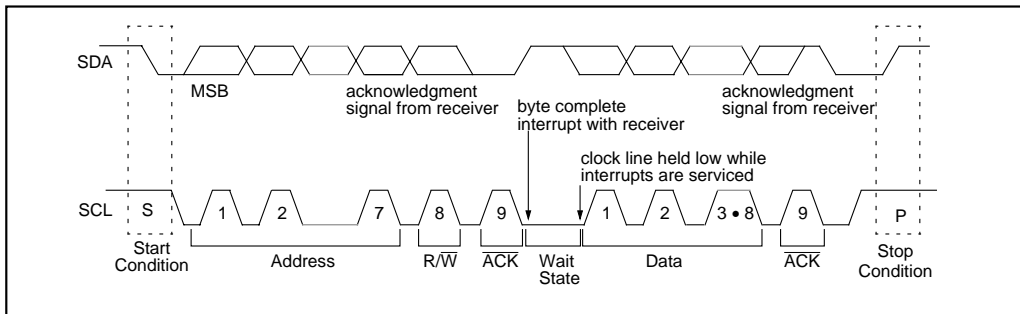 SDA
MSB
acknowledgment
signal from receiver
byte complete
interrupt with receiver
acknowledgment
signal from receiver
clock line held low while
interrupts are serviced
SCL
S
1
2
7
8
9
1
2
3 • 8
9
P
Start
Condition
Address
R/W̅
A̅C̅K̅
Wait
State
Data
A̅C̅K̅
Stop
Condition